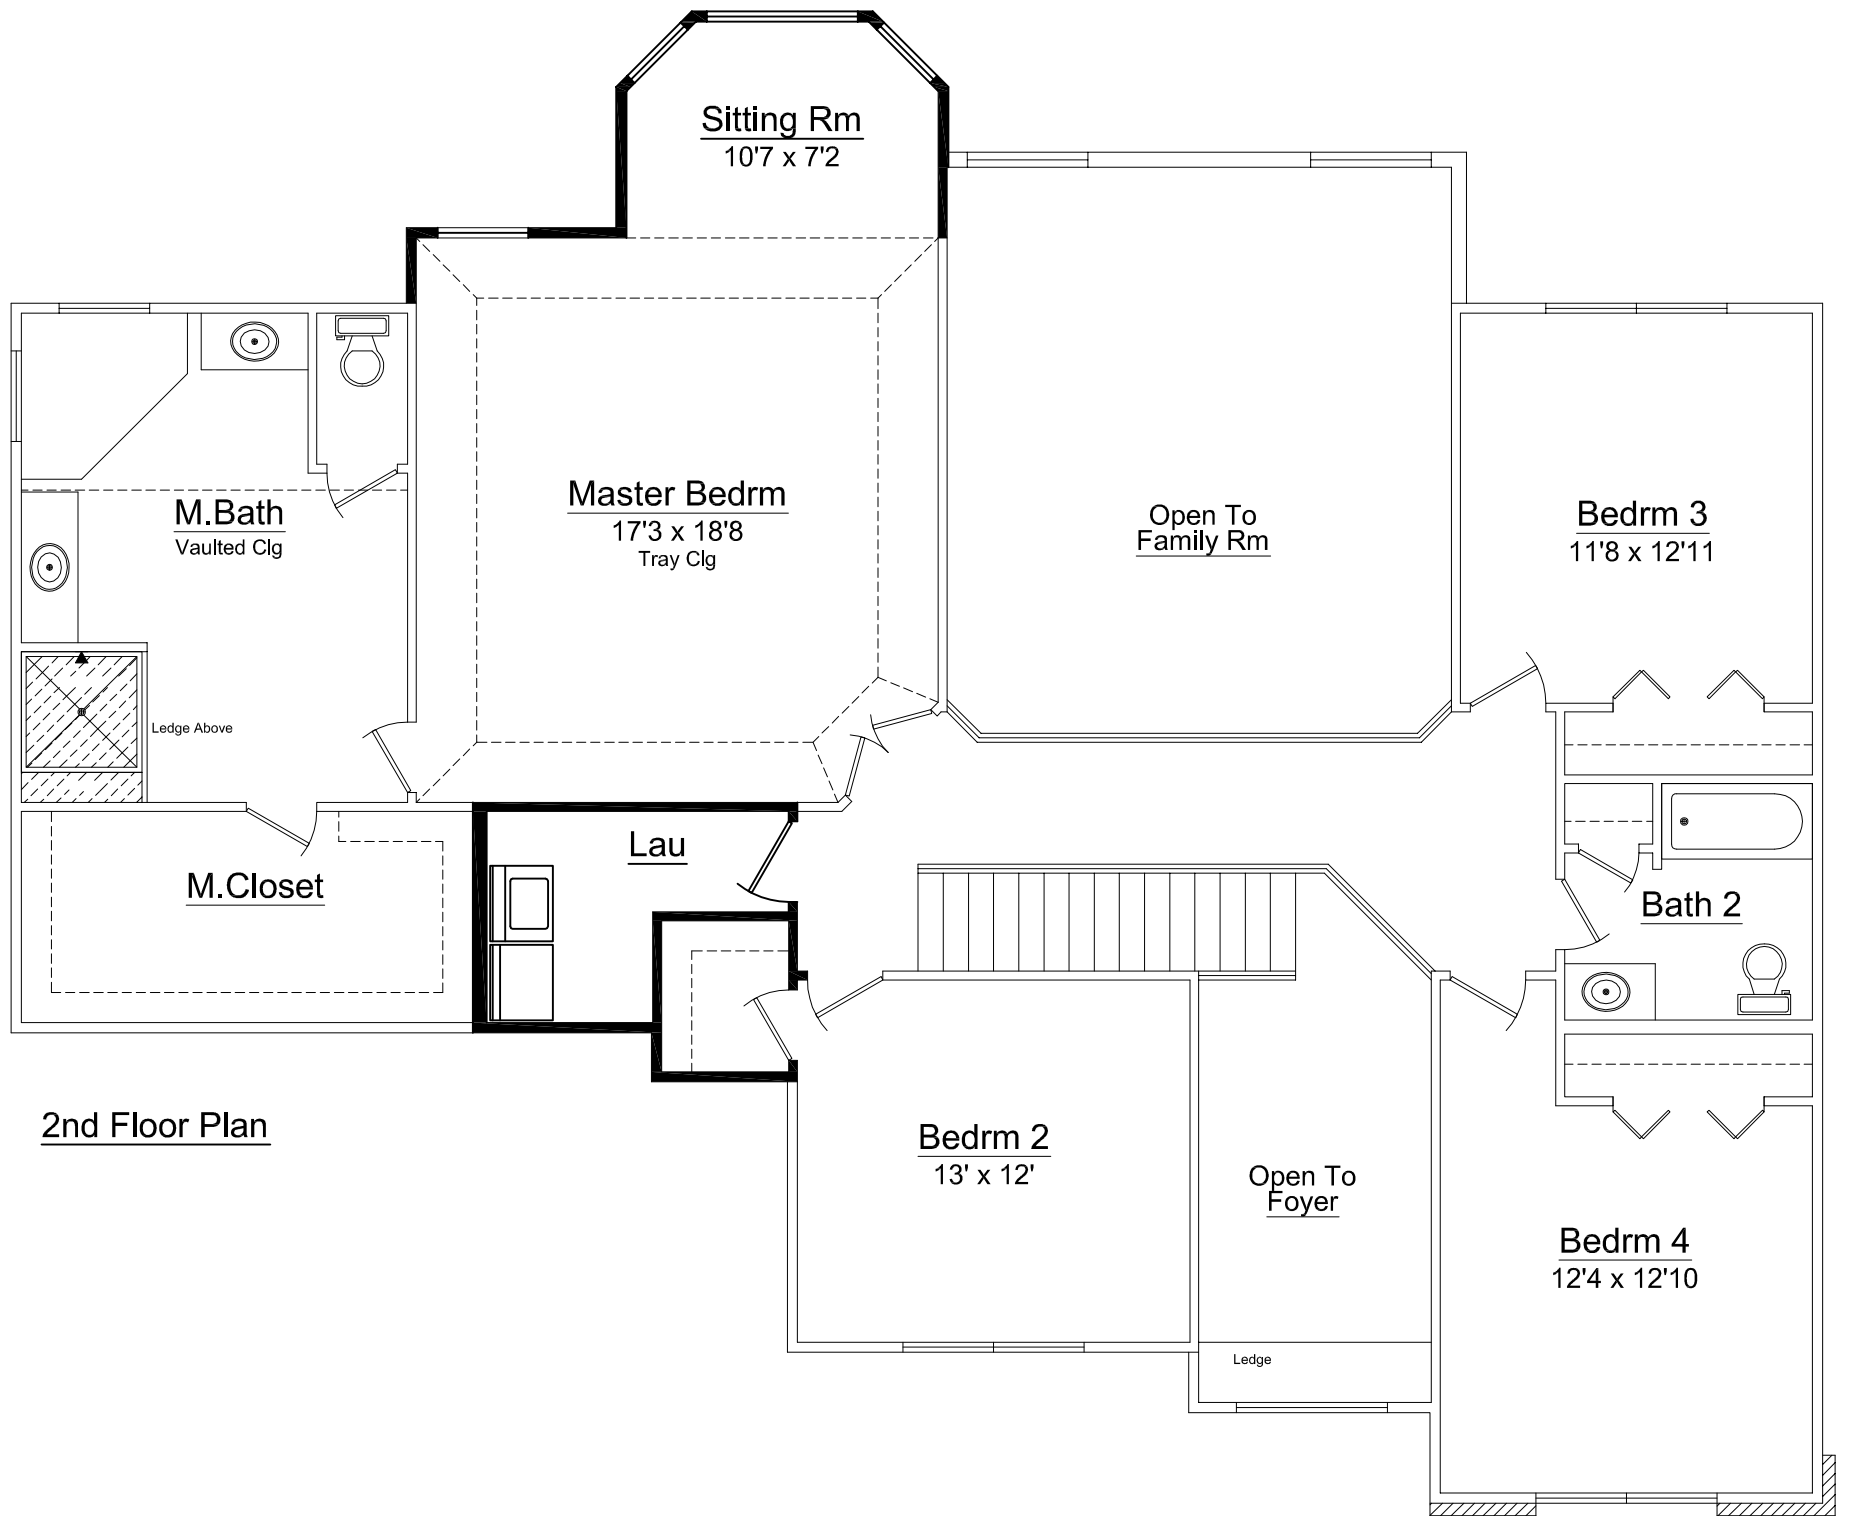 Sitting Rm
10'7 x 7'2
Master Bedrm
17'3 x 18'8
Tray Clg
M.Bath
Vaulted Clg
Open To
Family Rm
Bedrm 3
11'8 x 12'11
Ledge Above
Lau
M.Closet
Bath 2
2nd Floor Plan
Bedrm 2
13' x 12'
Open To
Foyer
Bedrm 4
12'4 x 12'10
Ledge